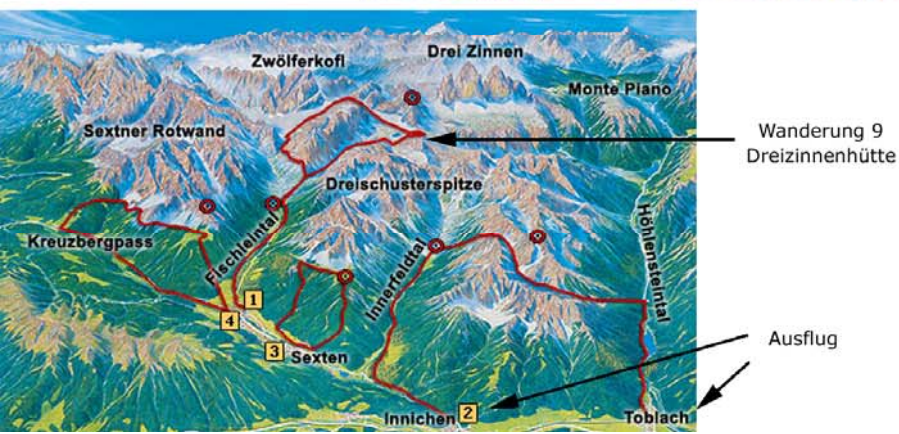 Zwölferkofl
Drei Zinnen
Monte Piano
Sextner Rotwand
Wanderung 9
Dreizinnenhütte
Dreischusterspitze
Kreuzbergpass
Fischleintal
Innerfeldtal
Höhlensteintal
1
4
3
Sexten
Ausflug
Innichen
2
Toblach